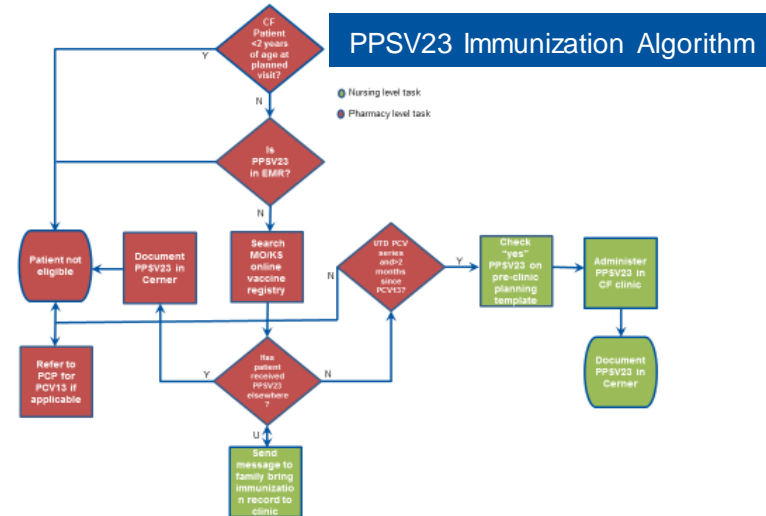 PPSV23 Immunization Algorithm
CF
Patient
<2 years
of age at
planned
visit?
Y
N
Nursing level task
Pharmacy level task
Is
PPSV23
in EMR?
N
Patient not
eligible
Document
PPSV23 in
Cerner
Search
MO/KS
online
vaccine
registry
N
UTD PCV
series
and>2
months
since
PCV13?
Y
Check
"yes"
PPSV23 on
pre-clinic
planning
template
Administer
PPSV23 in
CF clinic
Refer to
PCP for
PCV13 if
applicable
Y
Has
patient
received
PPSV23
elsewhere
?
N
Document
PPSV23 in
Cerner
U
Send
message to
family bring
immunizatio
n record to
clinic